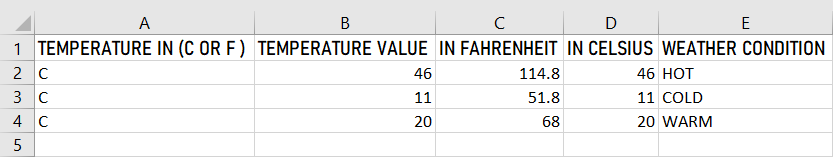 A B C D E
1 TEMPERATURE IN (C OR F ) TEMPERATURE VALUE IN FAHRENHEIT IN CELSIUS WEATHER CONDITION
2 C 46 114.8 46 HOT
3 C 11 51.8 11 COLD
4 C 20 68 20 WARM
5